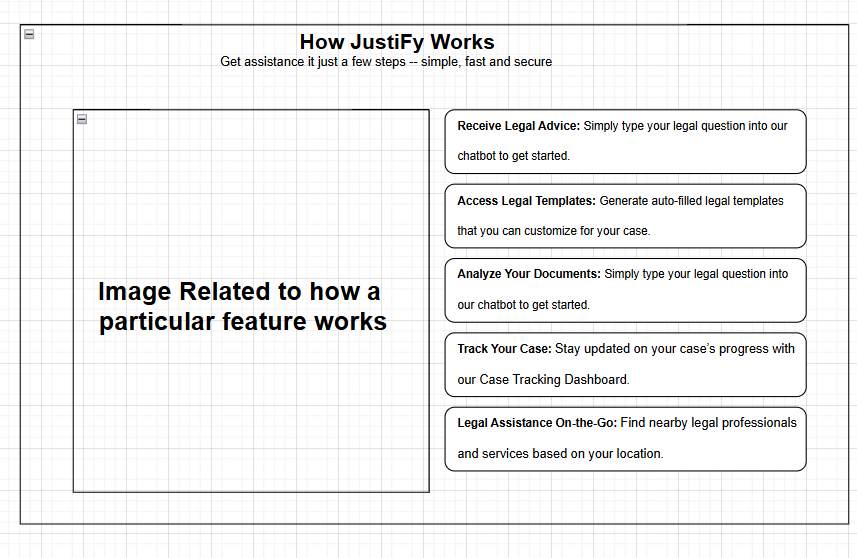 How JustiFy Works
Get assistance it just a few steps -- simple, fast and secure
Image Related to how a
particular feature works
Receive Legal Advice: Simply type your legal question into our
chatbot to get started.
Access Legal Templates: Generate auto-filled legal templates
that you can customize for your case.
Analyze Your Documents: Simply type your legal question into
our chatbot to get started.
Track Your Case: Stay updated on your case’s progress with
our Case Tracking Dashboard.
Legal Assistance On-the-Go: Find nearby legal professionals
and services based on your location.